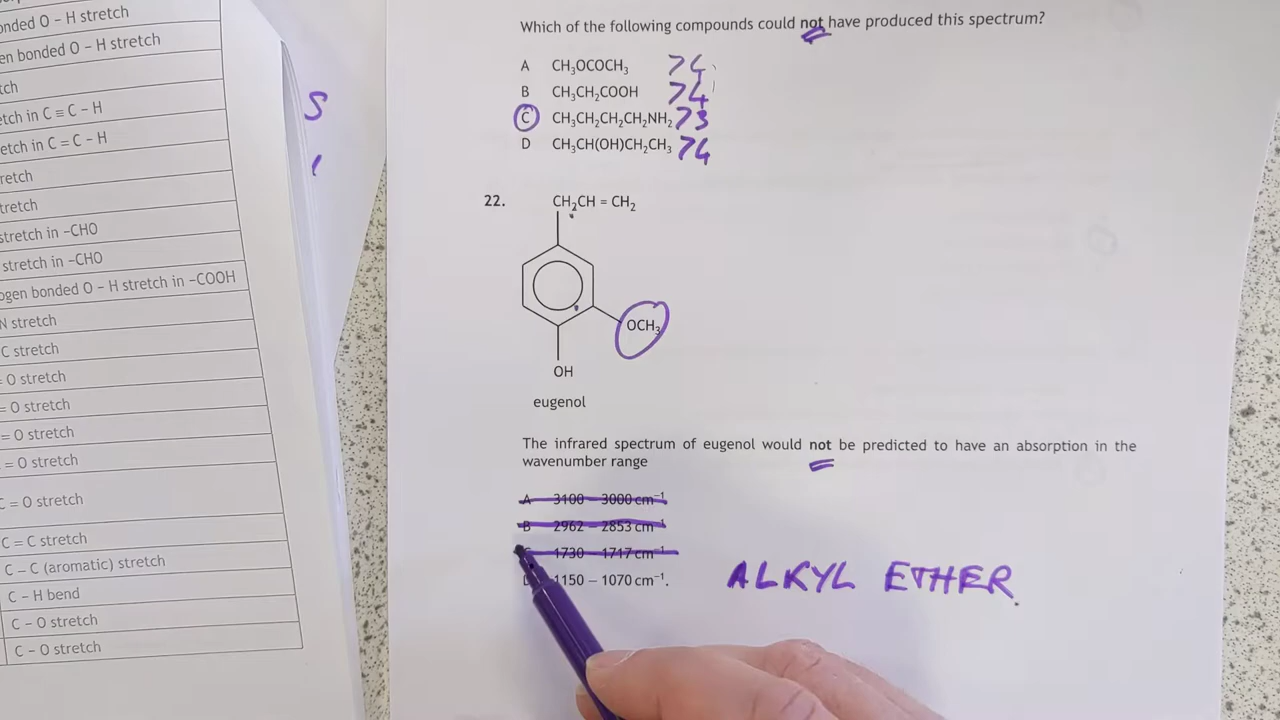 onded O – H stretch
en bonded O – H stretch
tch
etch in C ≡ C – H
etch in C = C – H
retch
tretch
stretch in –CHO
stretch in –CHO
ogen bonded O – H stretch in –COOH
N stretch
C stretch
= O stretch
= O stretch
= O stretch
= O stretch
C = O stretch
C = C stretch
C – C (aromatic) stretch
C – H bend
C – O stretch
C – O stretch
S
Which of the following compounds could not have produced this spectrum?
A CH₃OCOCH₃ 74
B CH₃CH₂COOH 74
C CH₃CH₂CH₂CH₂NH₂ 73
D CH₃CH(OH)CH₂CH₃ 74
22.
CH₂CH = CH₂
OCH₃
OH
eugenol
The infrared spectrum of eugenol would not be predicted to have an absorption in the
wavenumber range
A 3100 – 3000 cm⁻¹
B 2962 – 2853 cm⁻¹
1730 – 1717 cm⁻¹
1150 – 1070 cm⁻¹.
ALKYL ETHER.